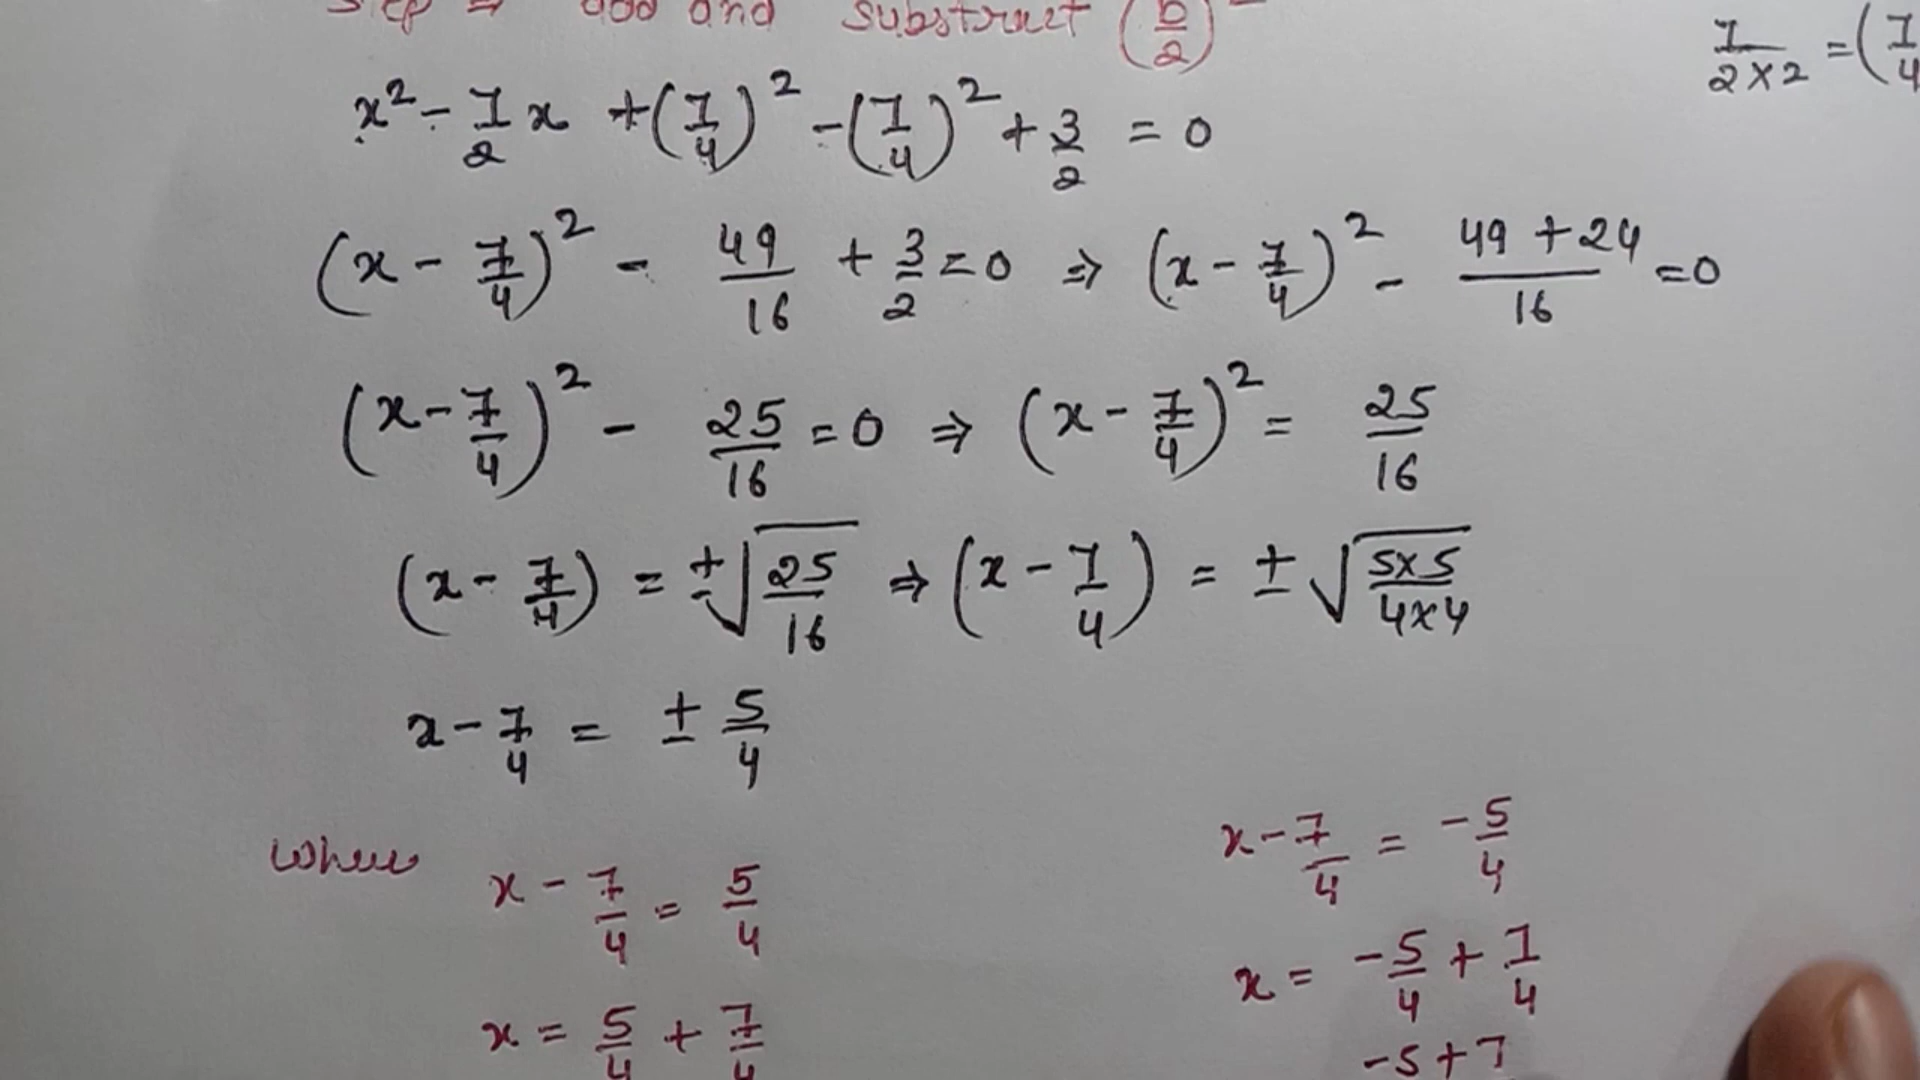 Step ⇒ add and substruct (b/2)²
7/(2×2) = (7/4
x² - 7/2 x + (7/4)² - (7/4)² + 3/2 = 0
(x - 7/4)² - 49/16 + 3/2 = 0 ⇒ (x - 7/4)² - (49 + 24)/16 = 0
(x - 7/4)² - 25/16 = 0 ⇒ (x - 7/4)² = 25/16
(x - 7/4) = ±√(25/16) ⇒ (x - 7/4) = ±√((5×5)/(4×4))
x - 7/4 = ± 5/4
x - 7/4 = -5/4
x - 7/4 = 5/4
x = -5/4 + 7/4
x = 5/4 + 7/4
-5+7